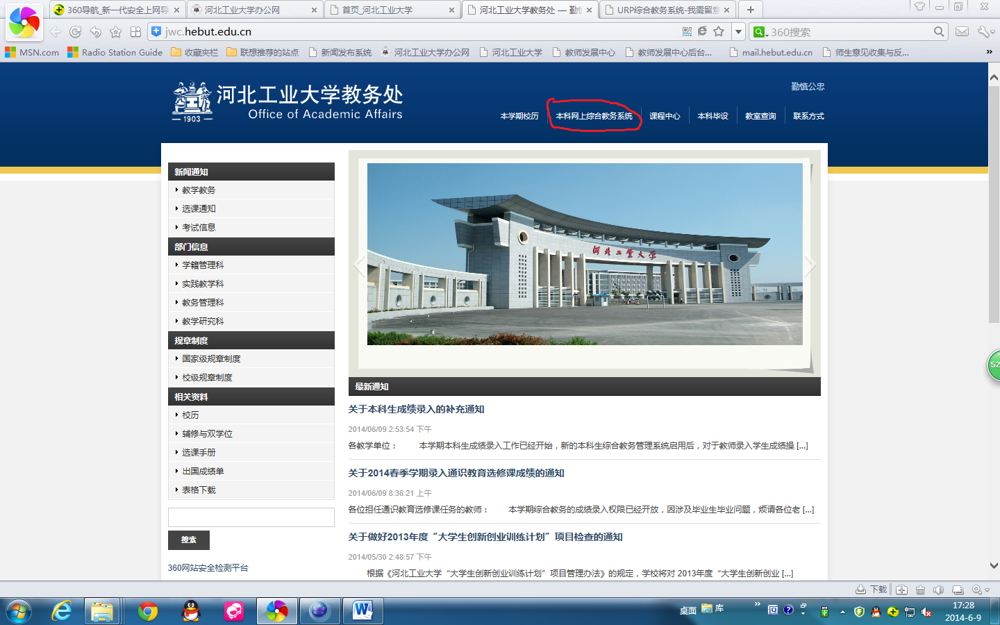 360导航_新一代安全上网导
河北工业大学办公网
首页_河北工业大学
河北工业大学教务处 — 勤慎
URP综合教务系统-我需留意
jwc.hebut.edu.cn
360搜索
MSN.com
Radio Station Guide
收藏夹栏
联想推荐的站点
新闻发布系统
河北工业大学办公网
河北工业大学
教师发展中心
教师发展中心后台...
mail.hebut.edu.cn
师生意见收集与反...
»
河北工业大学教务处
Office of Academic Affairs
1903
勤慎公忠
本学期校历
本科网上综合教务系统
课程中心
本科毕设
教室查询
联系方式
新闻通知
教学教务
选课通知
考试信息
部门信息
学籍管理科
实践教学科
教务管理科
教学研究科
规章制度
国家级规章制度
校级规章制度
相关资料
校历
辅修与双学位
选课手册
出国成绩单
表格下载
搜索
360网站安全检测平台
河北工业大学
52
最新通知
关于本科生成绩录入的补充通知
2014/06/09 2:53:54 下午
各教学单位： 本学期本科生成绩录入工作已经开始，新的本科生综合教务管理系统启用后，对于教师录入学生成绩操 [...]
关于2014春季学期录入通识教育选修课成绩的通知
2014/06/09 8:36:21 上午
各位担任通识教育选修课任务的教师： 本学期综合教务的成绩录入权限已经开放，因涉及毕业生毕业问题，烦请各位老 [...]
关于做好2013年度“大学生创新创业训练计划”项目检查的通知
2014/05/30 2:48:57 下午
根据《河北工业大学“大学生创新创业训练计划”项目管理办法》的规定，学校将对 2013年度“大学生创新创业 [...]
下载
桌面
库
»
17:28
2014-6-9